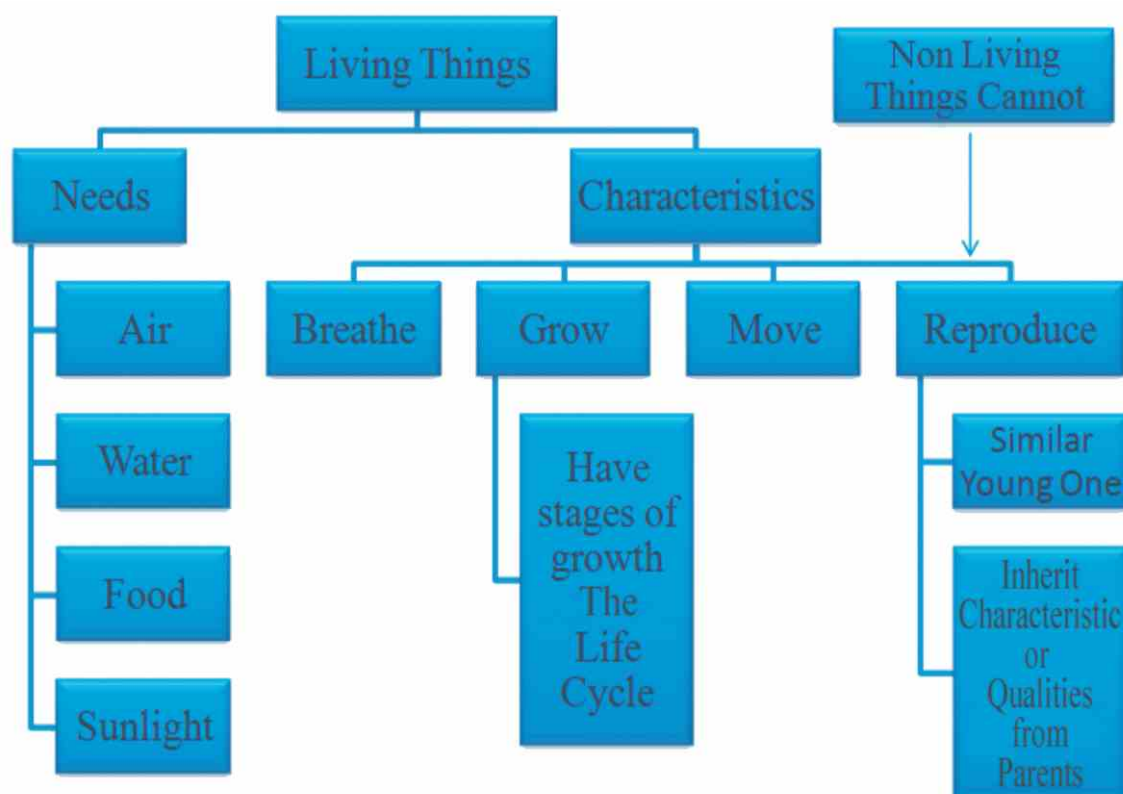 Living Things
Non Living
Things Cannot
Needs
Characteristics
Air
Water
Food
Sunlight
Breathe
Grow
Have
stages of
growth
The
Life
Cycle
Move
Reproduce
Similar
Young One
Inherit
Characteristic
or
Qualities
from
Parents